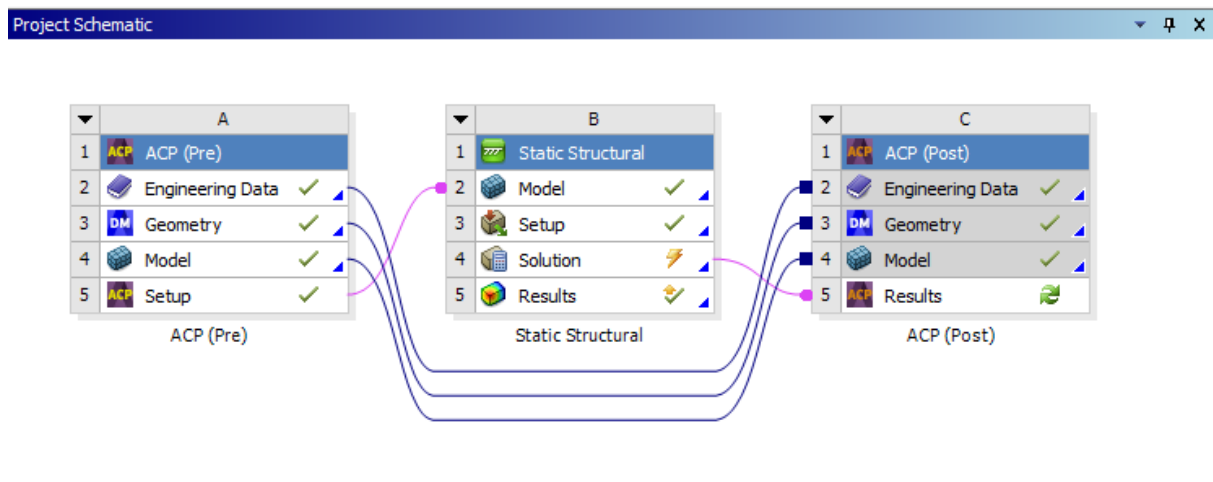 Project Schematic
A
1 ACP ACP (Pre)
2 Engineering Data
3 DM Geometry
4 Model
5 ACP Setup
ACP (Pre)
B
1 Static Structural
2 Model
3 Setup
4 Solution
5 Results
Static Structural
C
1 ACP ACP (Post)
2 Engineering Data
3 DM Geometry
4 Model
5 ACP Results
ACP (Post)